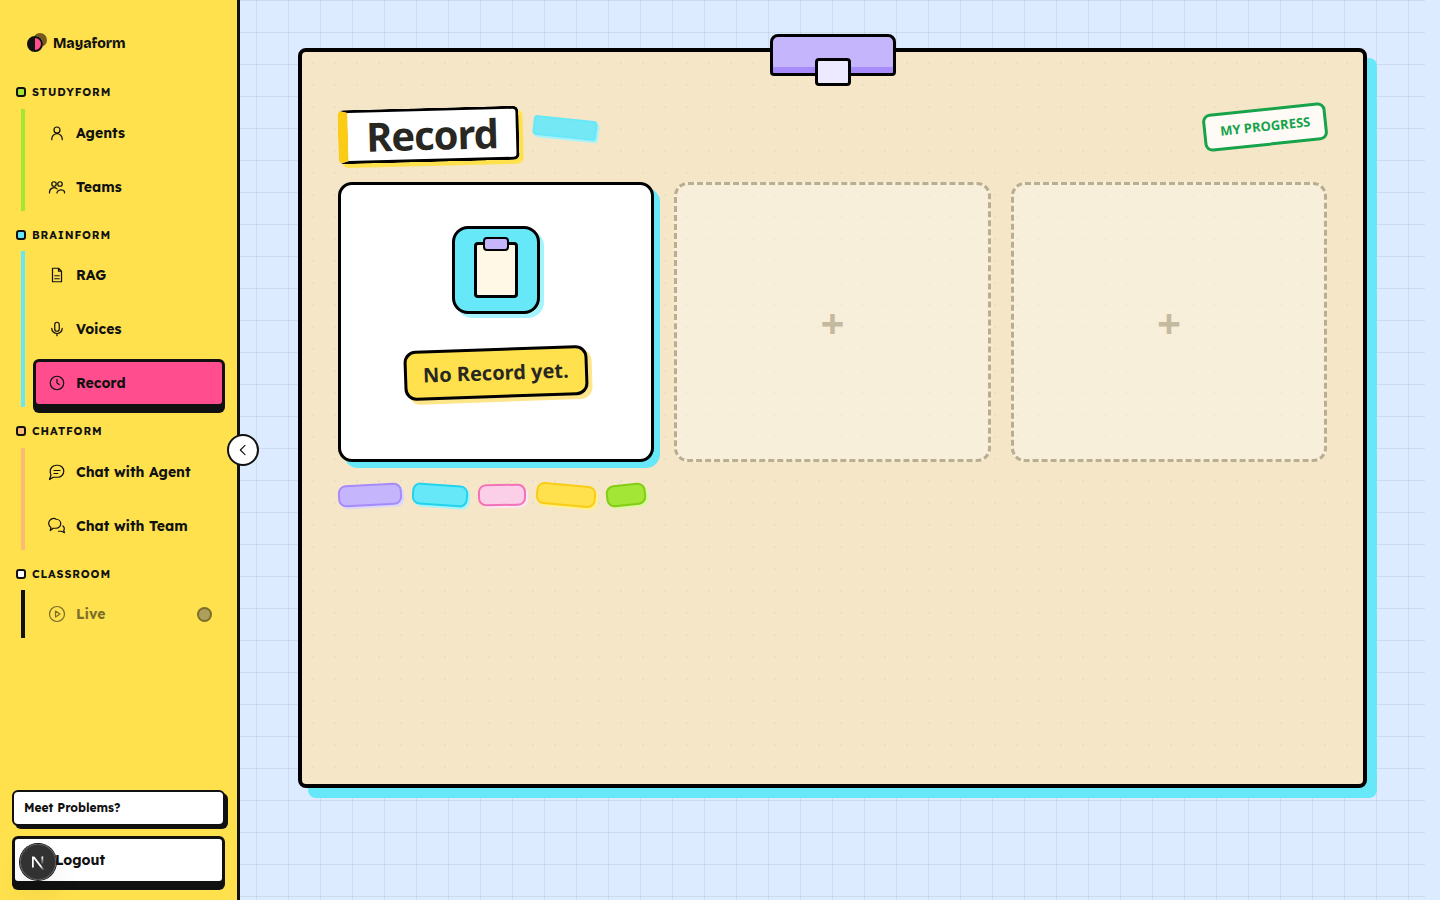 Mayaform
STUDYFORM
Agents
Teams
BRAINFORM
RAG
Voices
Record
CHATFORM
Chat with Agent
Chat with Team
CLASSROOM
Live
Meet Problems?
N
Logout
Record
MY PROGRESS
No Record yet.
+
+